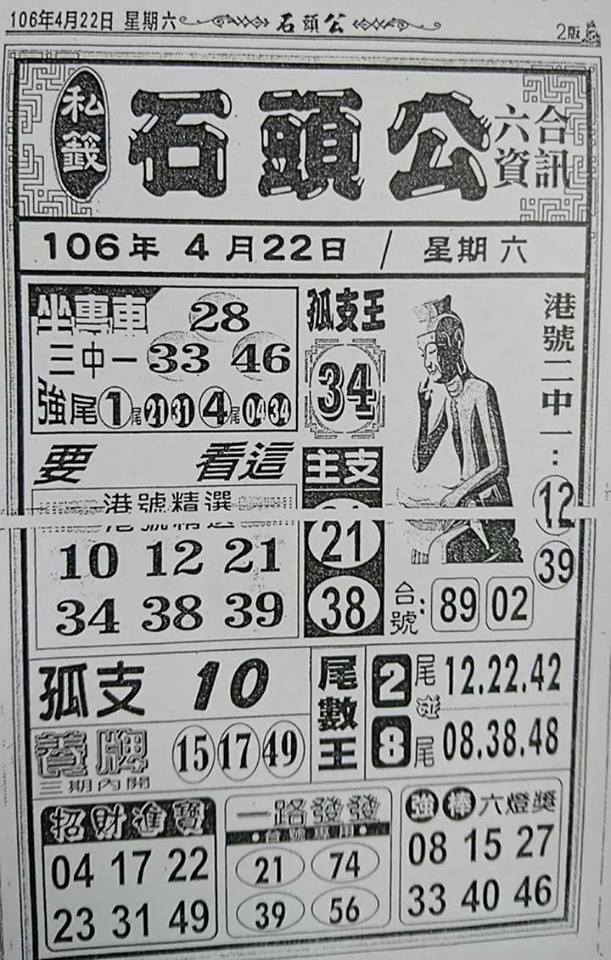 106年4月22日 星期六
石頭公
2版
私籤
石頭公
六合
資訊
106年 4月22日 / 星期六
坐專車 28
三中一 33 46
強尾 1尾 21 31 4尾 04 34
孤支王
34
港號二中一:
12
39
要看這
港號精選
10 12 21
34 38 39
主支
21
38
台號: 89 02
孤支 10
養牌 15 17 49
三期內開
尾數王
2尾 12.22.42
碰
8尾 08.38.48
招財進寶
04 17 22
23 31 49
一路發發
台號專用
21 74
39 56
強棒六燈獎
08 15 27
33 40 46